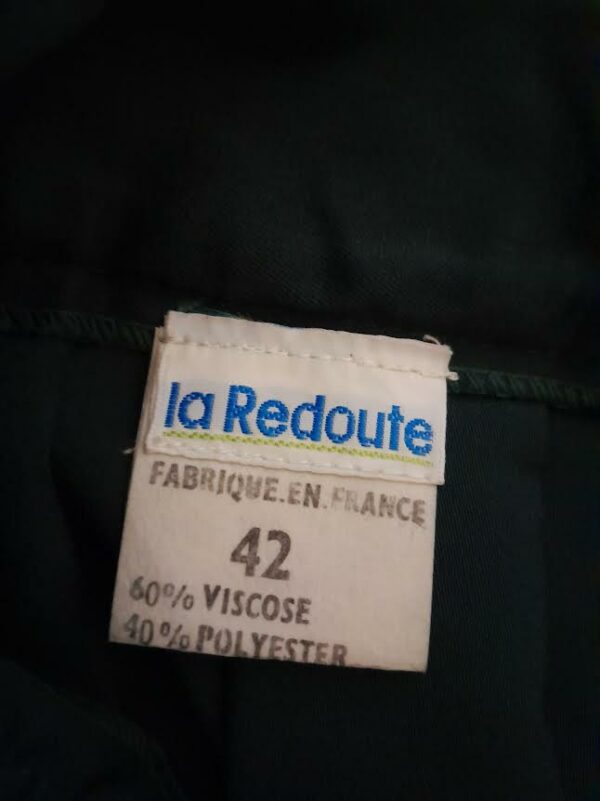 la Redoute
FABRIQUE.EN.FRANCE
42
60% VISCOSE
40% POLYESTER